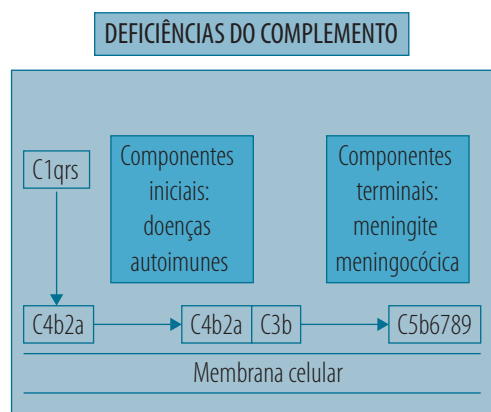 DEFICIÊNCIAS DO COMPLEMENTO
C1qrs
Componentes
iniciais:
doenças
autoimunes
Componentes
terminais:
meningite
meningocócica
C4b2a
C4b2a C3b
C5b6789
Membrana celular